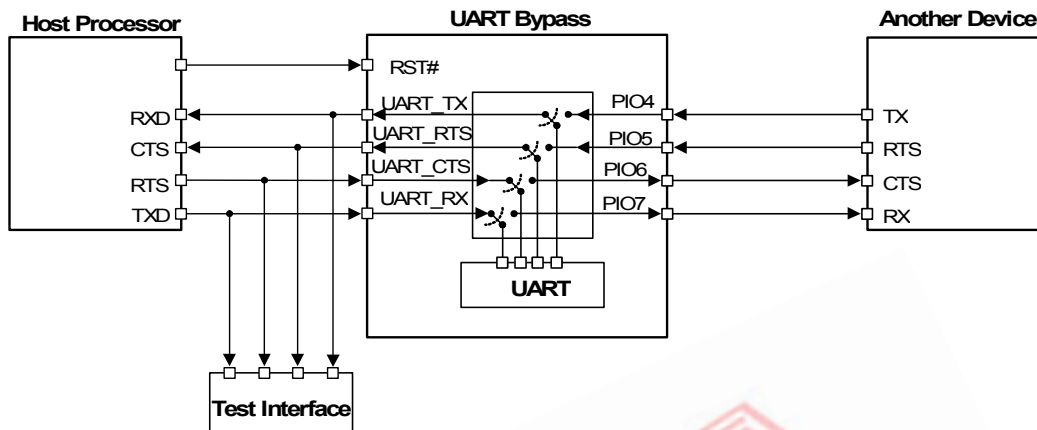 Host Processor
UART Bypass
Another Device
RST#
RXD
UART_TX
PIO4
TX
CTS
UART_RTS
PIO5
RTS
RTS
UART_CTS
PIO6
CTS
TXD
UART_RX
PIO7
RX
UART
Test Interface